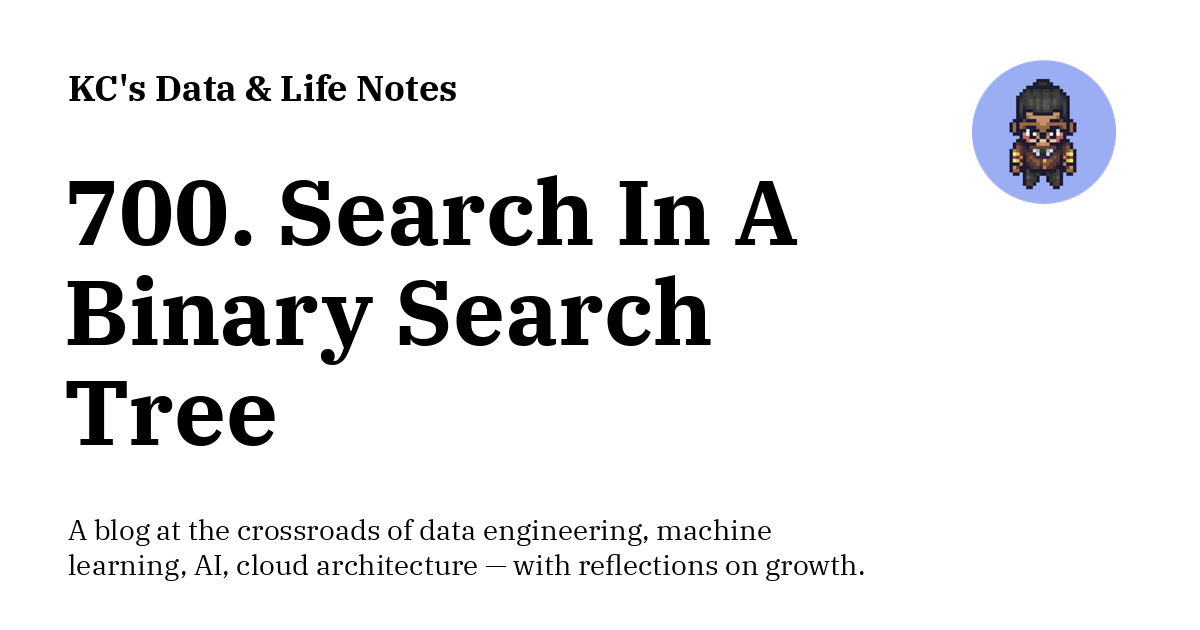 KC's Data & Life Notes
700. Search In A
Binary Search
Tree
A blog at the crossroads of data engineering, machine
learning, AI, cloud architecture — with reflections on growth.